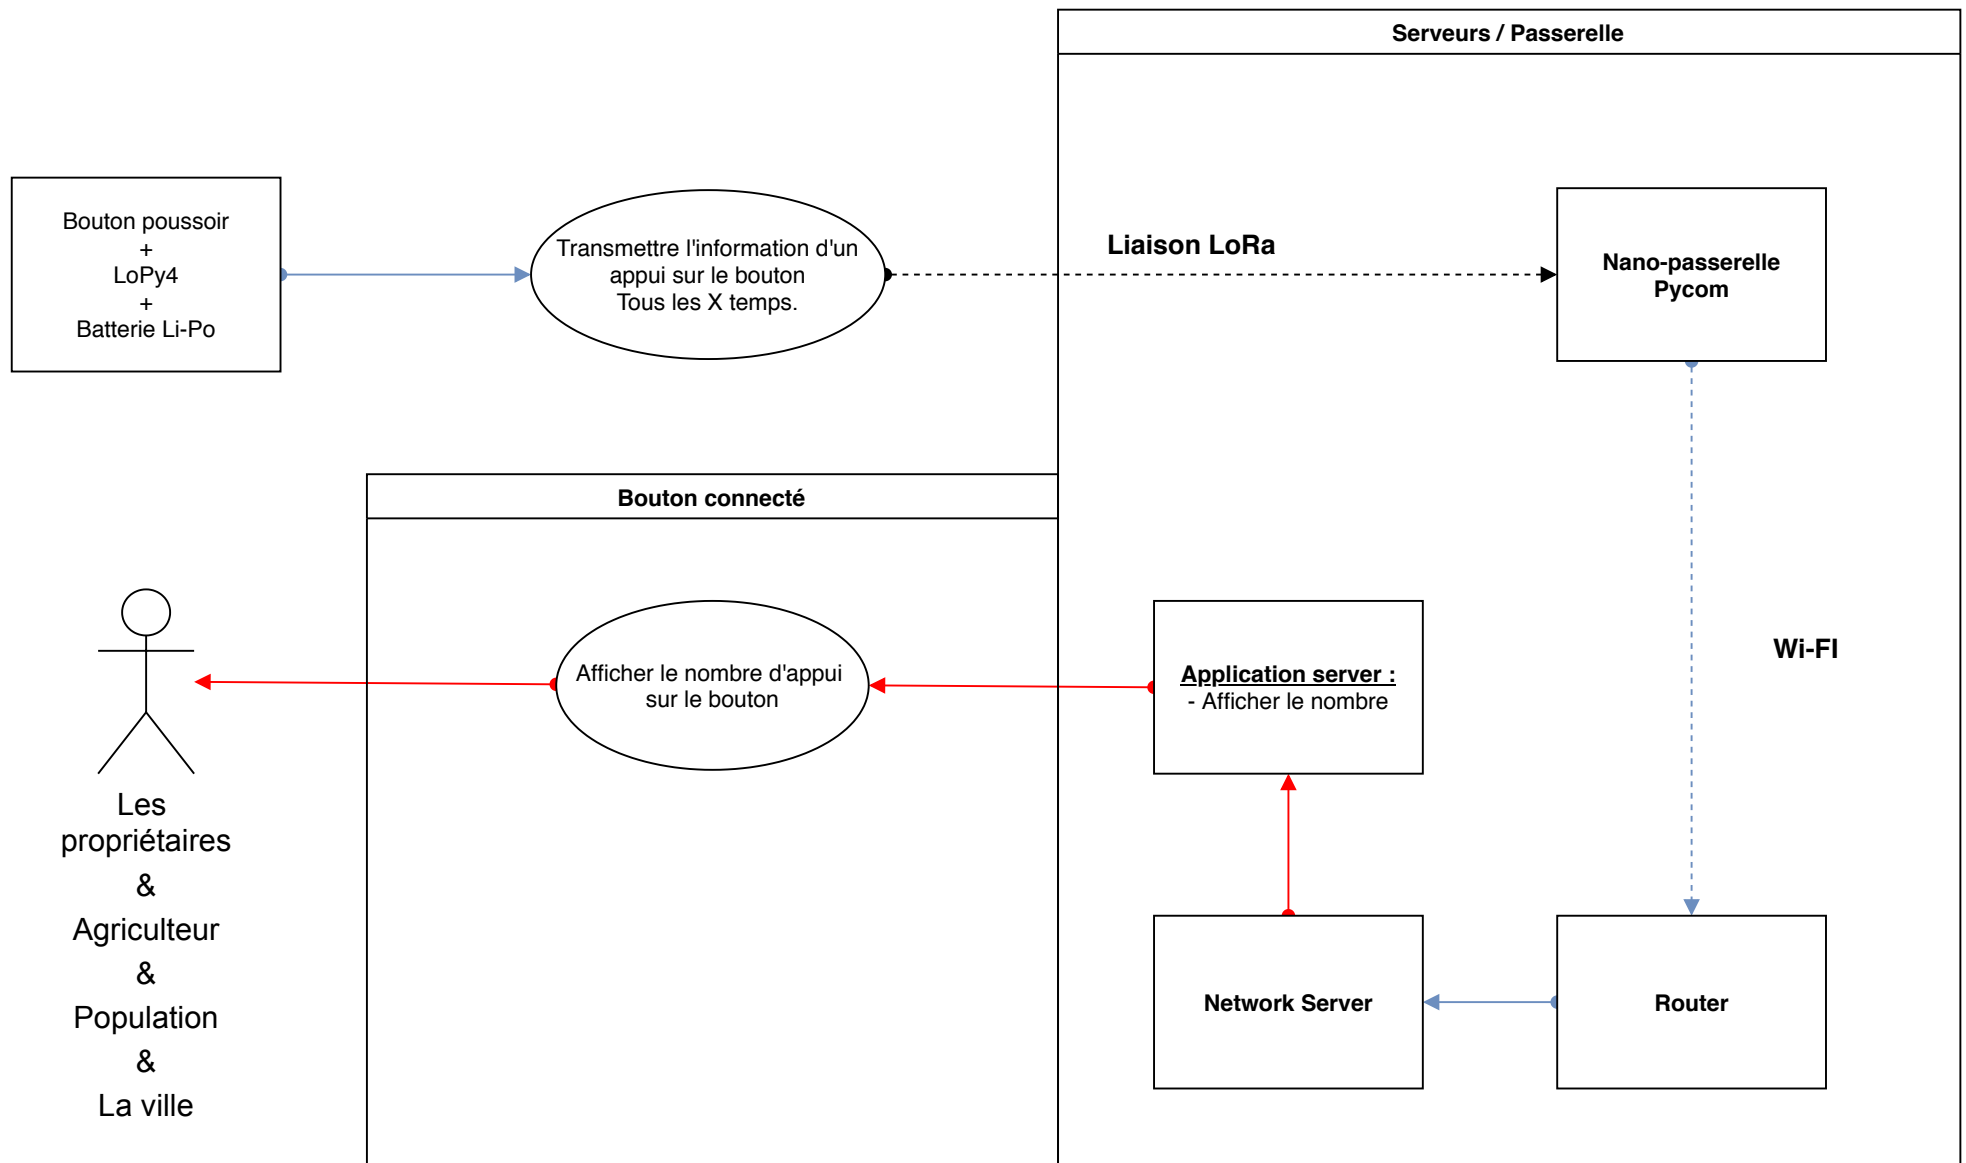 Serveurs / Passerelle
Bouton poussoir
+
LoPy4
+
Batterie Li-Po
Transmettre l'information d'un
appui sur le bouton
Tous les X temps.
Liaison LoRa
Nano-passerelle
Pycom
Bouton connecté
Afficher le nombre d'appui
sur le bouton
Application server :
- Afficher le nombre
Wi-FI
Les
propriétaires
&
Agriculteur
&
Population
&
La ville
Network Server
Router